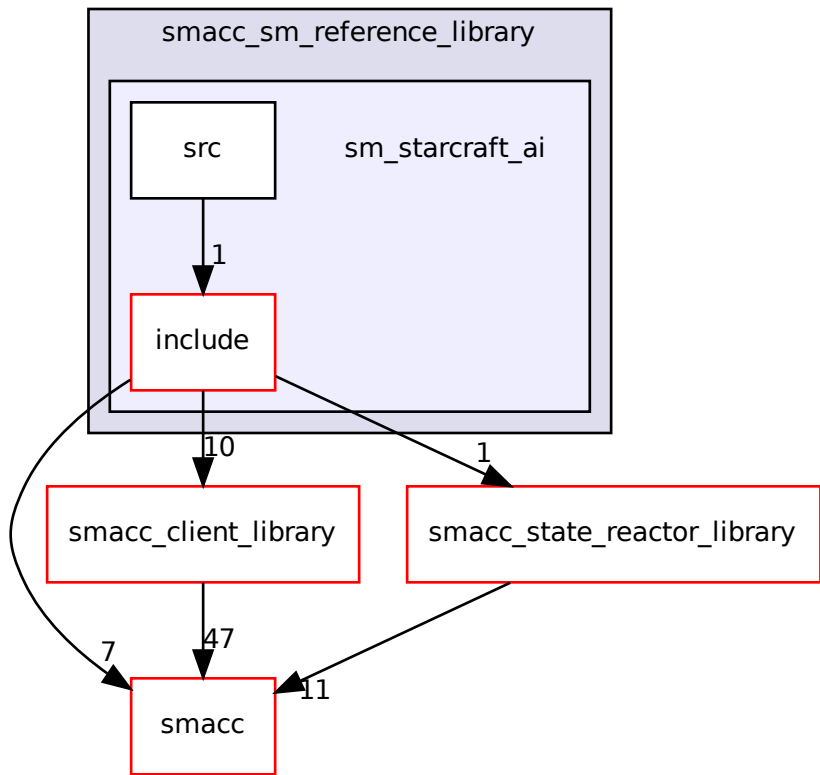 smacc_sm_reference_library
src
sm_starcraft_ai
1
include
10
1
smacc_client_library
smacc_state_reactor_library
7
47
11
smacc